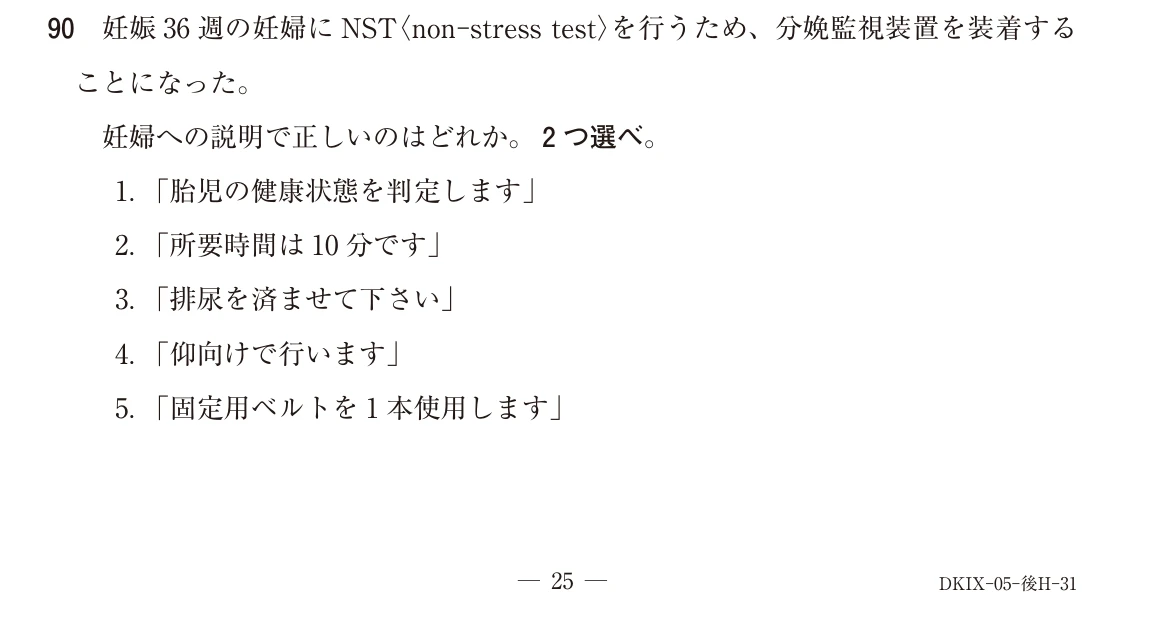 90 妊娠 36 週の妊婦に NST〈non-stress test〉を行うため、分娩監視装置を装着する
ことになった。
妊婦への説明で正しいのはどれか。2 つ選べ。
1. 「胎児の健康状態を判定します」
2. 「所要時間は 10 分です」
3. 「排尿を済ませて下さい」
4. 「仰向けで行います」
5. 「固定用ベルトを 1 本使用します」
― 25 ―
DKIX-05-後H-31